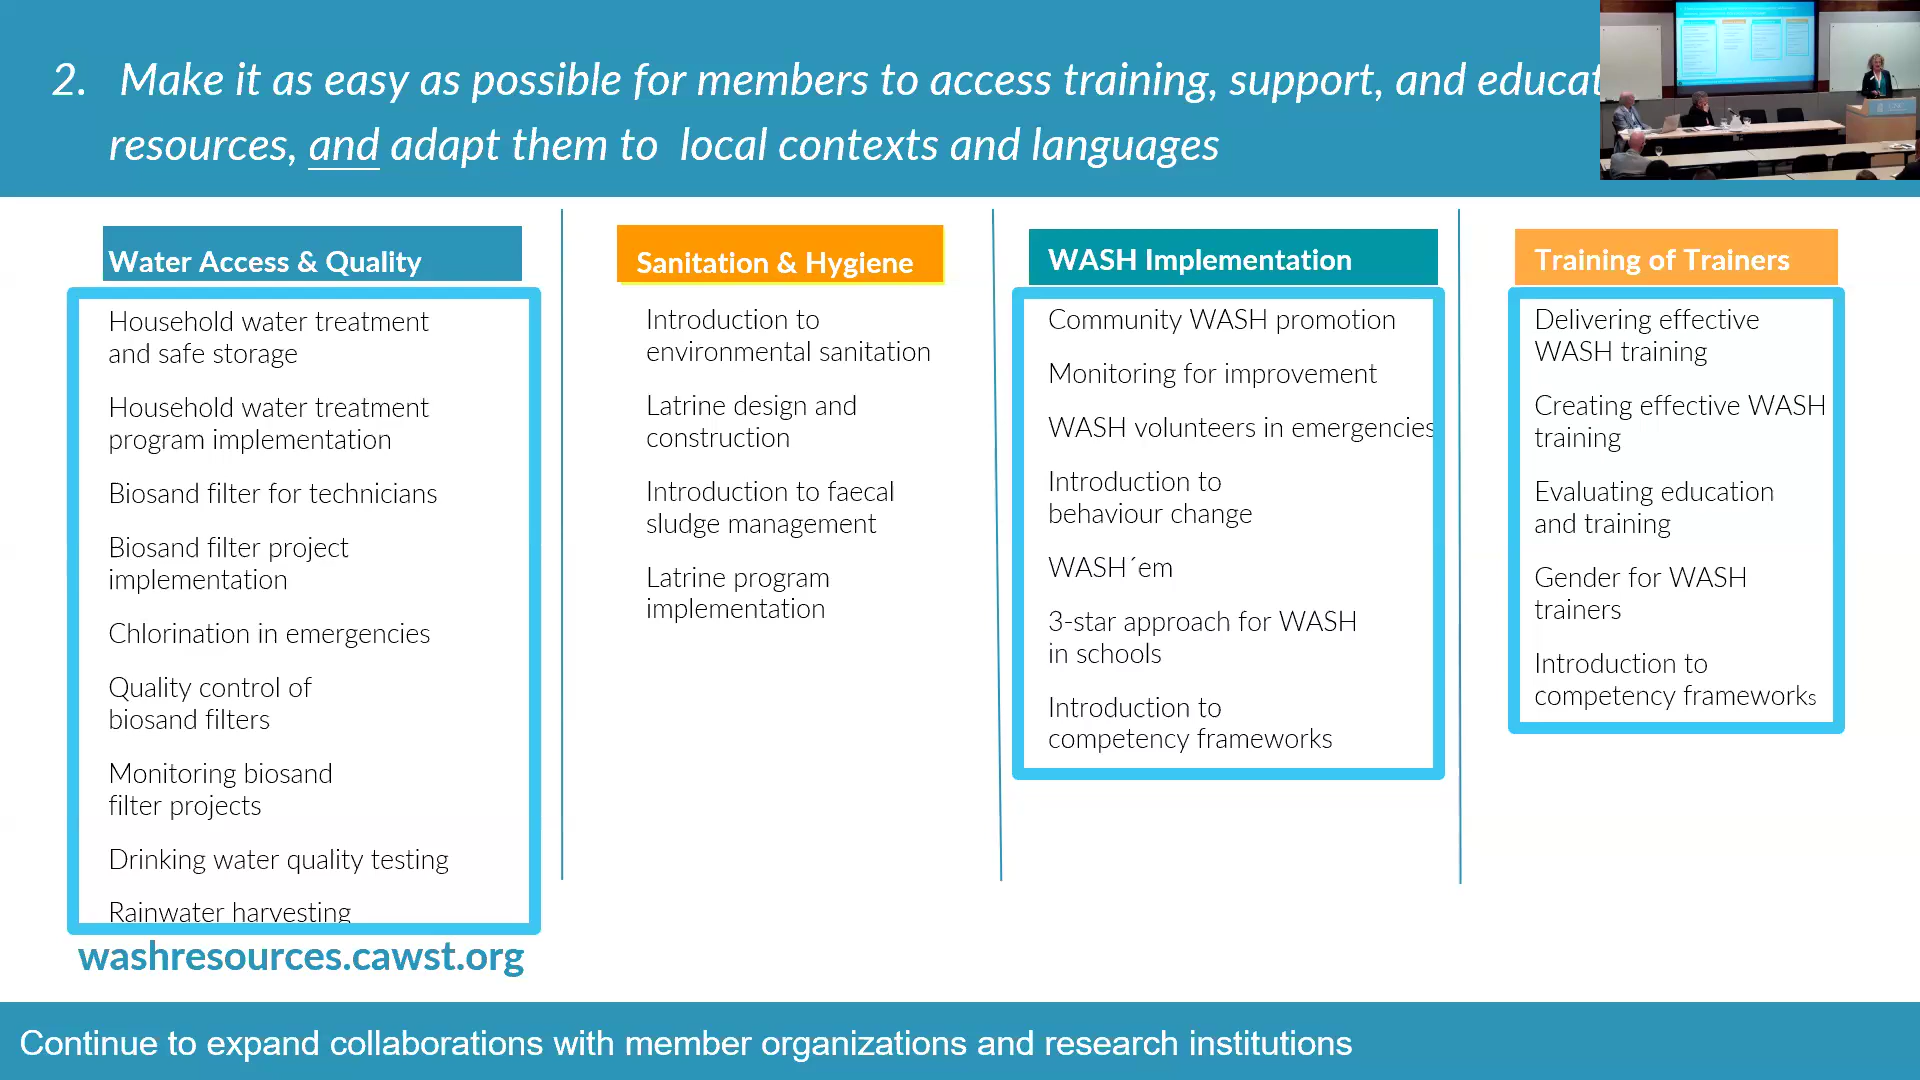 2. Make it as easy as possible for members to access training, support, and educat
resources, and adapt them to local contexts and languages
Water Access & Quality
Household water treatment
and safe storage
Household water treatment
program implementation
Biosand filter for technicians
Biosand filter project
implementation
Chlorination in emergencies
Quality control of
biosand filters
Monitoring biosand
filter projects
Drinking water quality testing
Rainwater harvesting
washresources.cawst.org
Sanitation & Hygiene
Introduction to
environmental sanitation
Latrine design and
construction
Introduction to faecal
sludge management
Latrine program
implementation
WASH Implementation
Community WASH promotion
Monitoring for improvement
WASH volunteers in emergencies
Introduction to
behaviour change
WASH´em
3-star approach for WASH
in schools
Introduction to
competency frameworks
Training of Trainers
Delivering effective
WASH training
Creating effective WASH
training
Evaluating education
and training
Gender for WASH
trainers
Introduction to
competency frameworks
Continue to expand collaborations with member organizations and research institutions